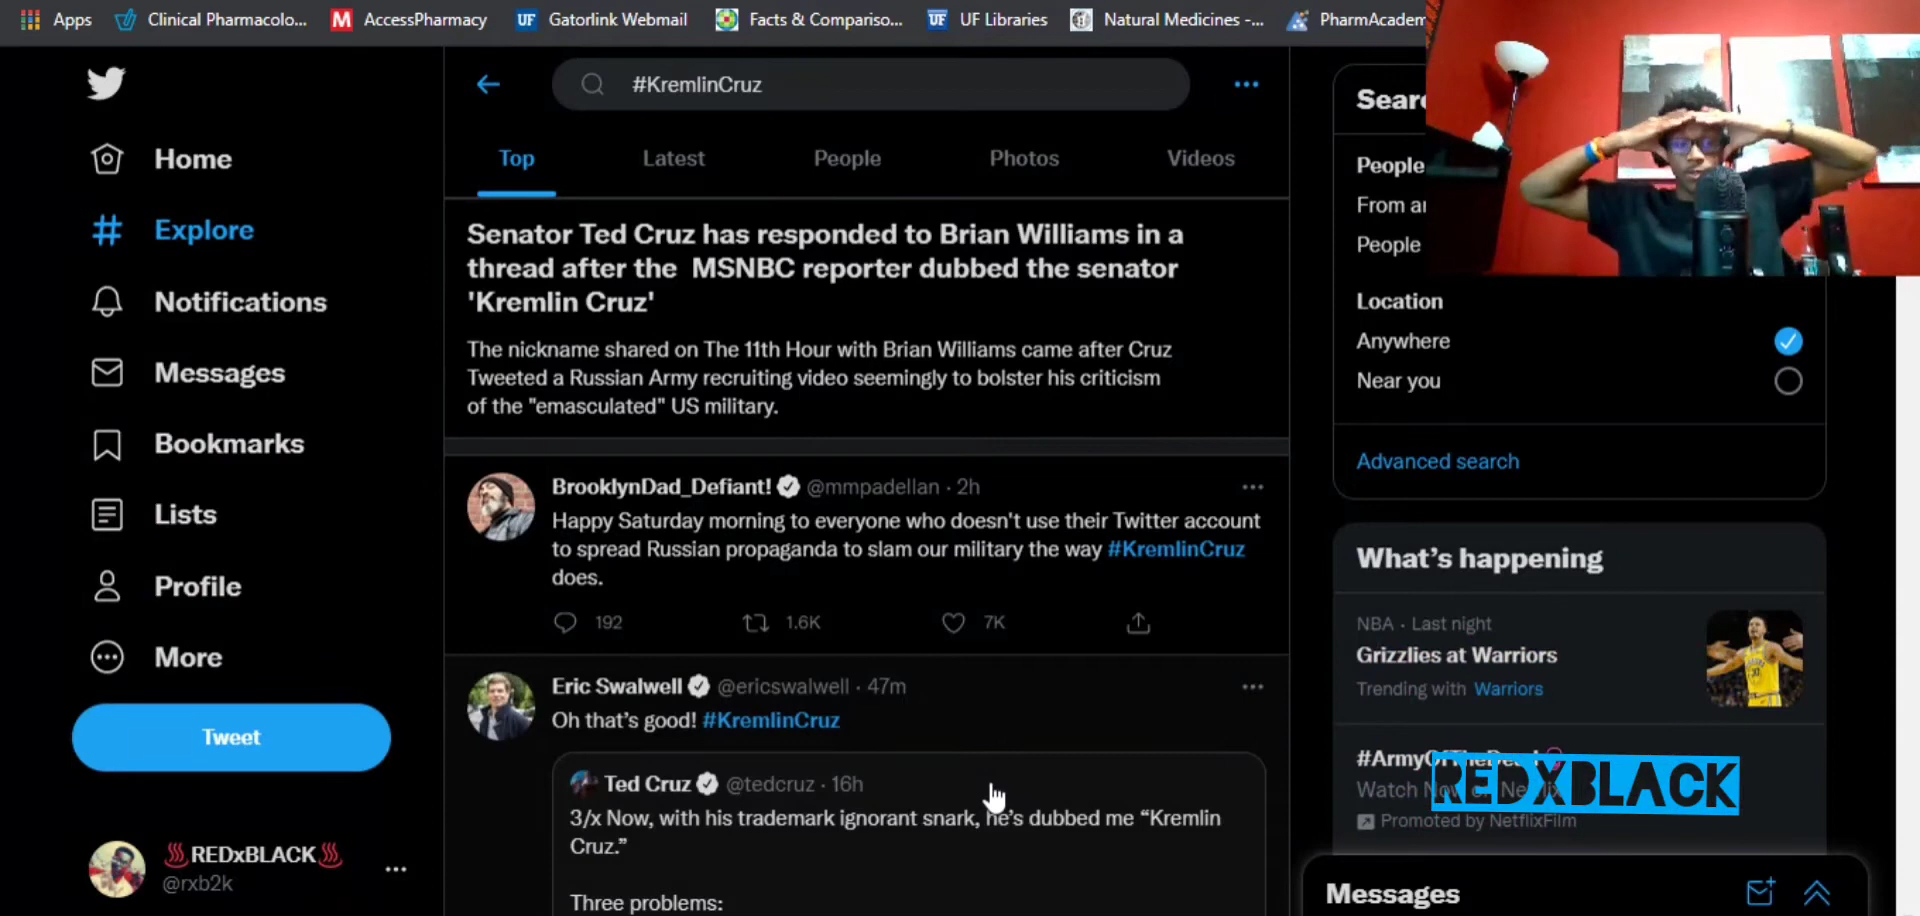 Apps
Clinical Pharmacolo...
AccessPharmacy
UF
Gatorlink Webmail
Facts & Compariso...
UF
UF Libraries
Natural Medicines -...
PharmAcadem
#KremlinCruz
Top
Latest
People
Photos
Videos
Home
Explore
Notifications
Messages
Bookmarks
Lists
Profile
More
Tweet
REDxBLACK
@rxb2k
Senator Ted Cruz has responded to Brian Williams in a
thread after the MSNBC reporter dubbed the senator
'Kremlin Cruz'
The nickname shared on The 11th Hour with Brian Williams came after Cruz
Tweeted a Russian Army recruiting video seemingly to bolster his criticism
of the "emasculated" US military.
BrooklynDad_Defiant! @mmpadellan · 2h
Happy Saturday morning to everyone who doesn't use their Twitter account
to spread Russian propaganda to slam our military the way #KremlinCruz
does.
192
1.6K
7K
Eric Swalwell @ericswalwell · 47m
Oh that's good! #KremlinCruz
Ted Cruz @tedcruz · 16h
3/x Now, with his trademark ignorant snark, he's dubbed me “Kremlin
Cruz.”
Three problems:
Sear
People
From a
People
Location
Anywhere
Near you
Advanced search
What's happening
NBA · Last night
Grizzlies at Warriors
Trending with Warriors
30
#ArmyOfTheDead
Watch Now on Netflix
REDXBLACK
Promoted by NetflixFilm
Messages